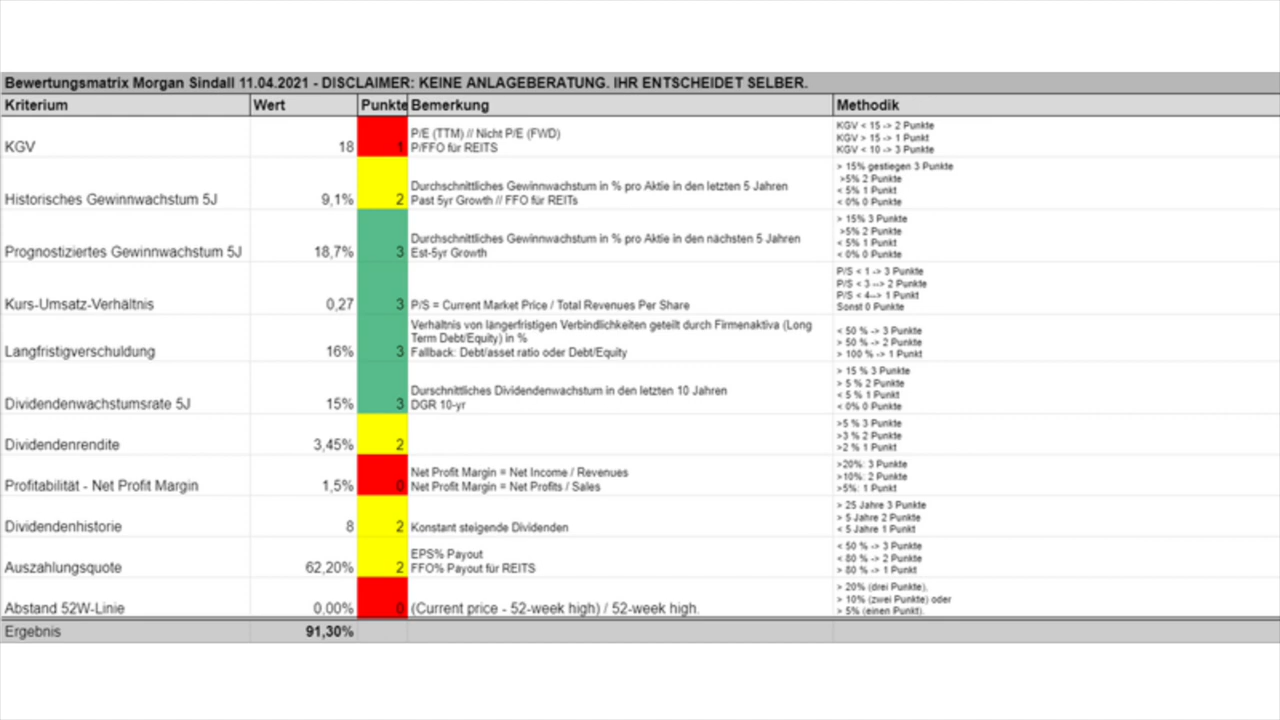 Bewertungsmatrix Morgan Sindall 11.04.2021 - DISCLAIMER: KEINE ANLAGEBERATUNG. IHR ENTSCHEIDET SELBER.
Kriterium Wert Punkte Bemerkung Methodik
KGV 18 1 P/E (TTM) // Nicht P/E (FWD)
P/FFO für REITS
KGV < 15 -> 2 Punkte
KGV > 15 -> 1 Punkt
KGV < 10 -> 3 Punkte
Historisches Gewinnwachstum 5J 9,1% 2 Durchschnittliches Gewinnwachstum in % pro Aktie in den letzten 5 Jahren
Past 5yr Growth // FFO für REITs
> 15% gestiegen 3 Punkte
>5% 2 Punkte
< 5% 1 Punkt
< 0% 0 Punkte
Prognostiziertes Gewinnwachstum 5J 18,7% 3 Durchschnittliches Gewinnwachstum in % pro Aktie in den nächsten 5 Jahren
Est-5yr Growth
> 15% 3 Punkte
>5% 2 Punkte
< 5% 1 Punkt
< 0% 0 Punkte
Kurs-Umsatz-Verhältnis 0,27 3 P/S = Current Market Price / Total Revenues Per Share
P/S < 1 -> 3 Punkte
P/S < 3 --> 2 Punkte
P/S < 4--> 1 Punkt
Sonst 0 Punkte
Langfristigverschuldung 16% 3 Verhältnis von längerfristigen Verbindlichkeiten geteilt durch Firmenaktiva (Long
Term Debt/Equity) in %
Fallback: Debt/asset ratio oder Debt/Equity
< 50 % -> 3 Punkte
> 50 % -> 2 Punkte
> 100 % -> 1 Punkt
Dividendenwachstumsrate 5J 15% 3 Durschnittliches Dividendenwachstum in den letzten 10 Jahren
DGR 10-yr
> 15 % 3 Punkte
> 5 % 2 Punkte
< 5 % 1 Punkt
< 0% 0 Punkte
Dividendenrendite 3,45% 2
>5 % 3 Punkte
>3 % 2 Punkte
>2 % 1 Punkt
Profitabilität - Net Profit Margin 1,5% 0 Net Profit Margin = Net Income / Revenues
Net Profit Margin = Net Profits / Sales
>20%: 3 Punkte
>10%: 2 Punkte
>5%: 1 Punkt
Dividendenhistorie 8 2 Konstant steigende Dividenden
> 25 Jahre 3 Punkte
> 5 Jahre 2 Punkte
< 5 Jahre 1 Punkt
Auszahlungsquote 62,20% 2 EPS% Payout
FFO% Payout für REITS
< 50 % -> 3 Punkte
< 80 % -> 2 Punkte
> 80 % -> 1 Punkt
Abstand 52W-Linie 0,00% 0 (Current price - 52-week high) / 52-week high.
> 20% (drei Punkte),
> 10% (zwei Punkte) oder
> 5% (einen Punkt).
Ergebnis 91,30%